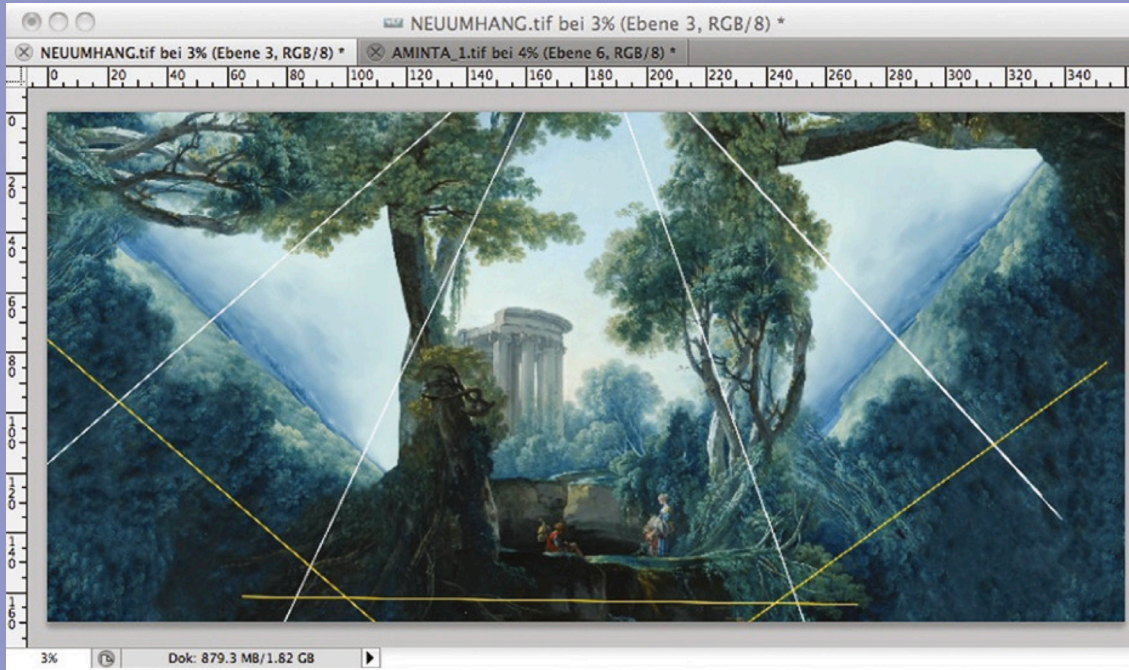 NEUUMHANG.tif bei 3% (Ebene 3, RGB/8) *
NEUUMHANG.tif bei 3% (Ebene 3, RGB/8) *
AMINTA_1.tif bei 4% (Ebene 6, RGB/8) *
0 20 40 60 80 100 120 140 160 180 200 220 240 260 280 300 320 340
0
20
40
60
80
100
120
140
160
3%
Dok: 879.3 MB/1.82 GB